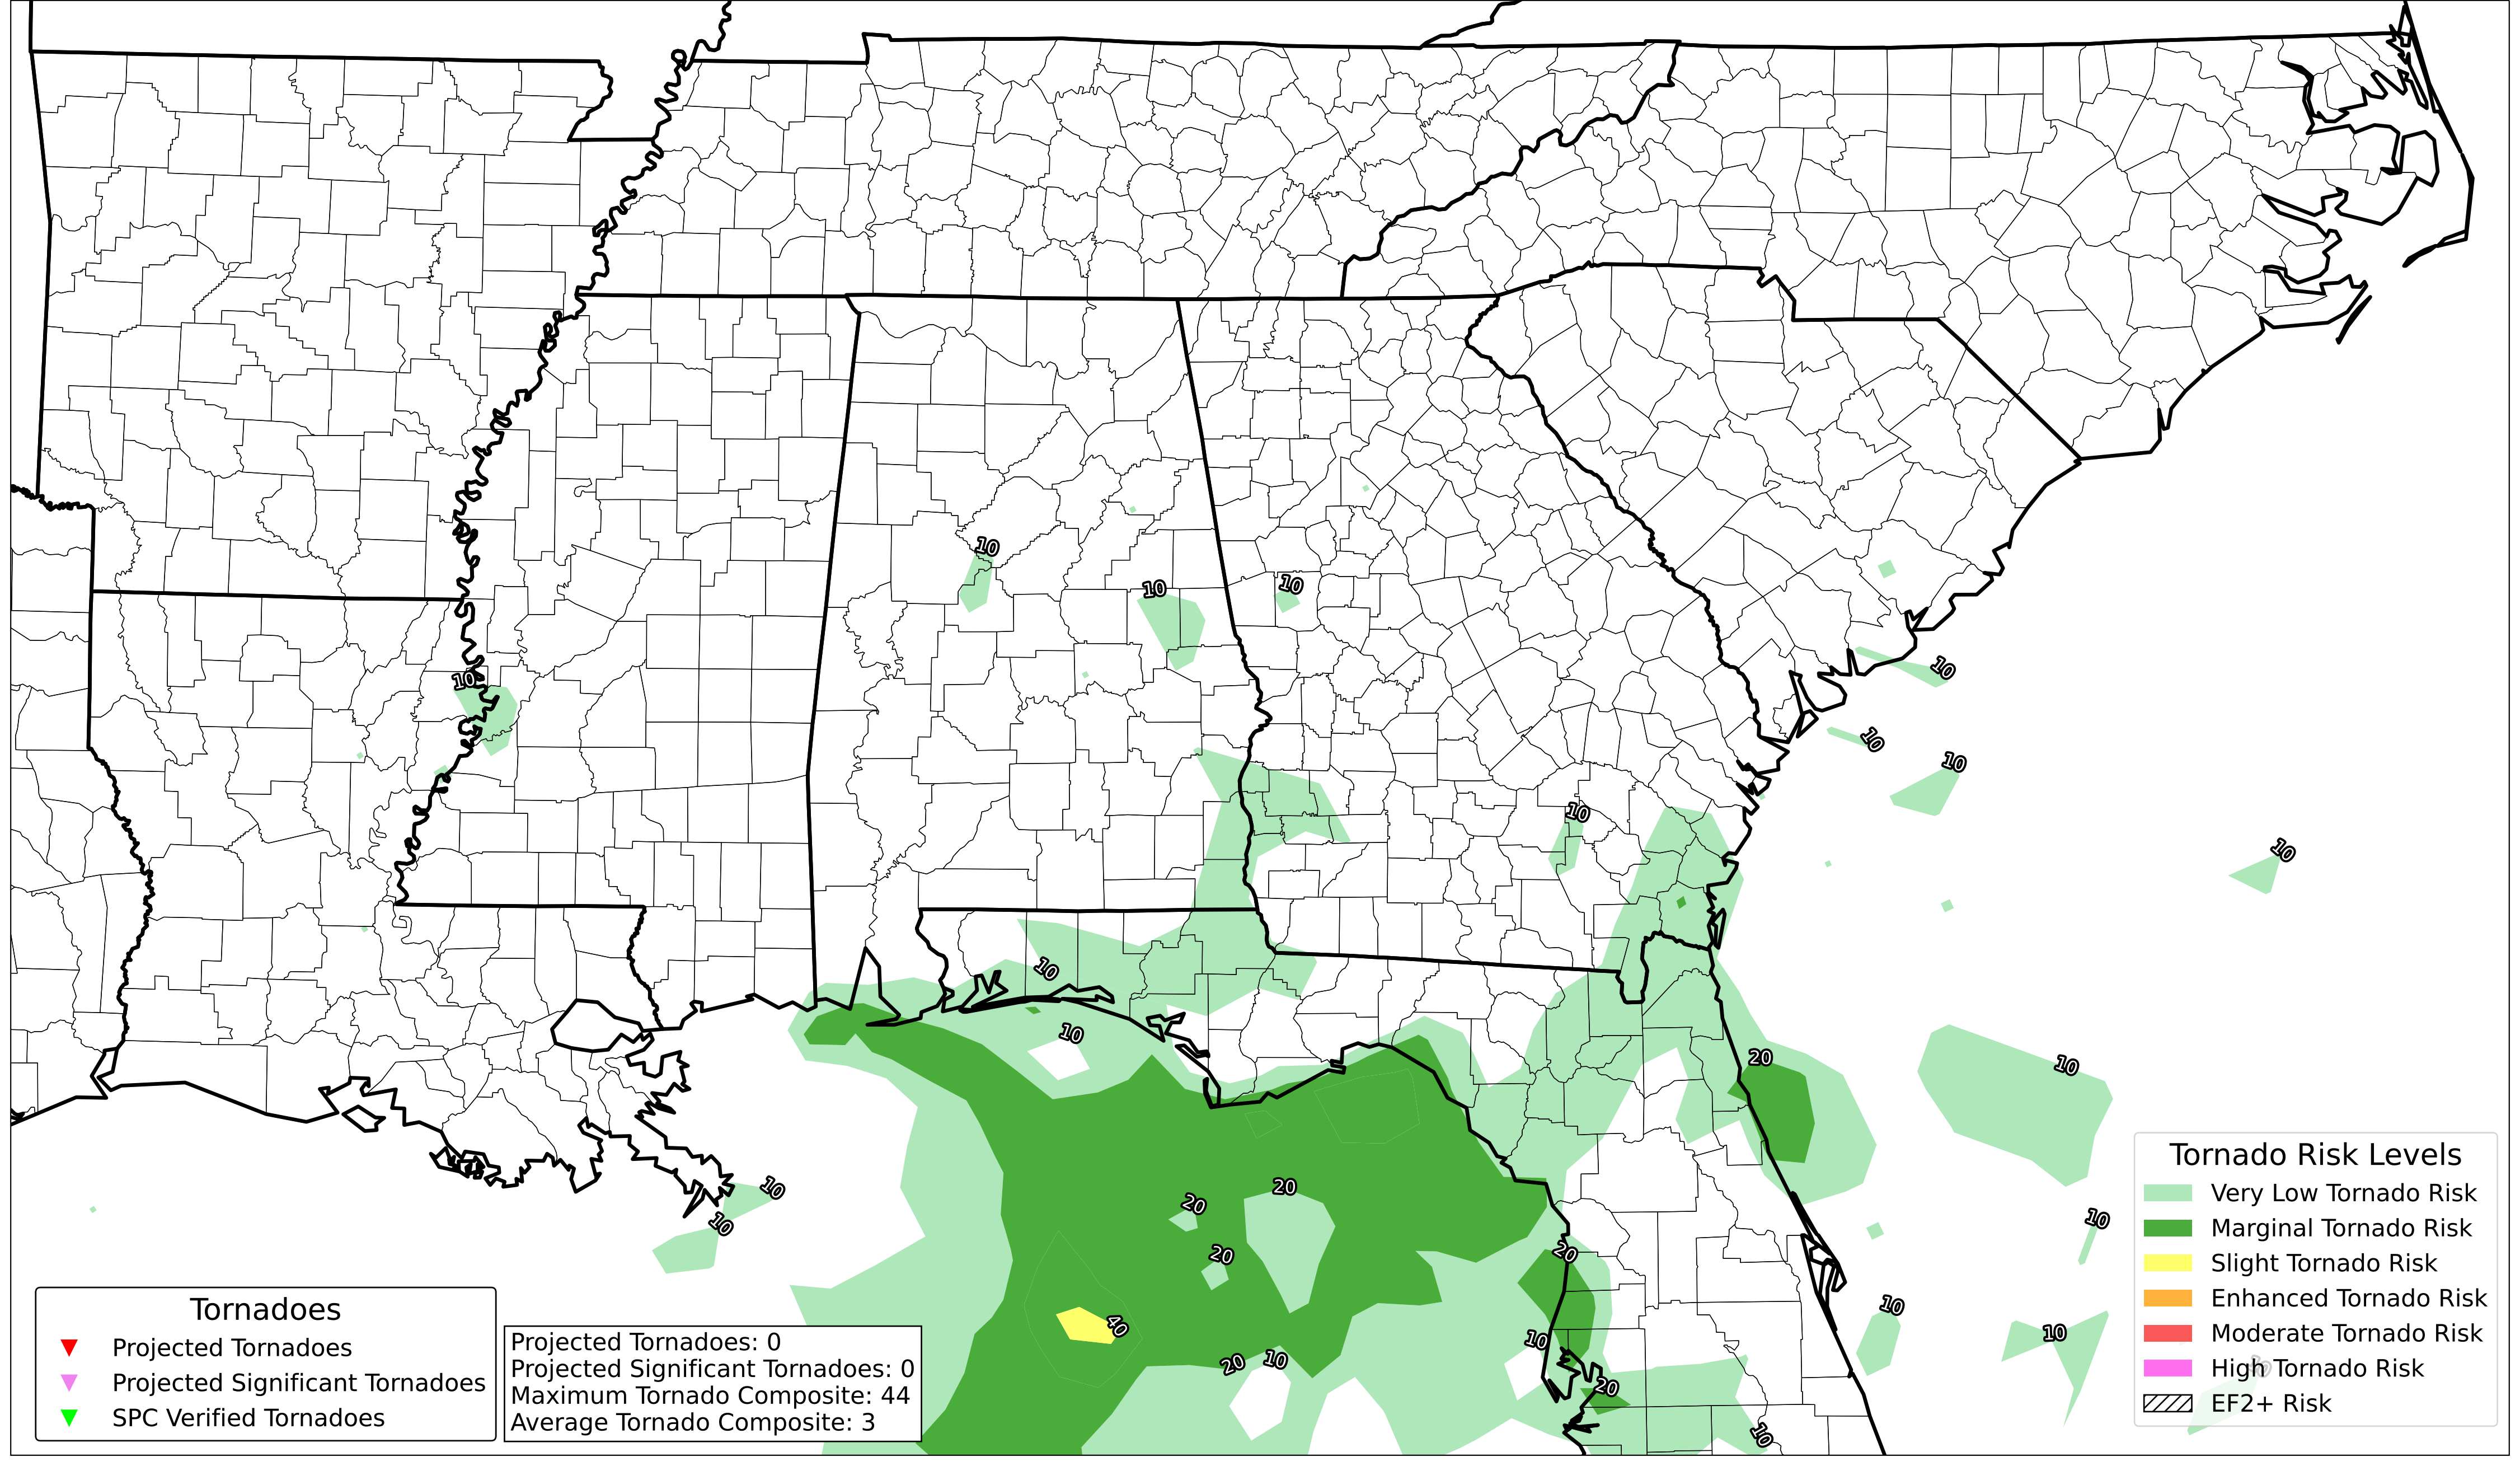 10
10
10
10
10
10
10
10
10
10
10
20
10
10
10
20
10
20
10
20
20
10
40
10
10
20
10
20
10
Tornado Risk Levels
Very Low Tornado Risk
Marginal Tornado Risk
Slight Tornado Risk
Enhanced Tornado Risk
Moderate Tornado Risk
High Tornado Risk
EF2+ Risk
Tornadoes
Projected Tornadoes
Projected Significant Tornadoes
SPC Verified Tornadoes
Projected Tornadoes: 0
Projected Significant Tornadoes: 0
Maximum Tornado Composite: 44
Average Tornado Composite: 3